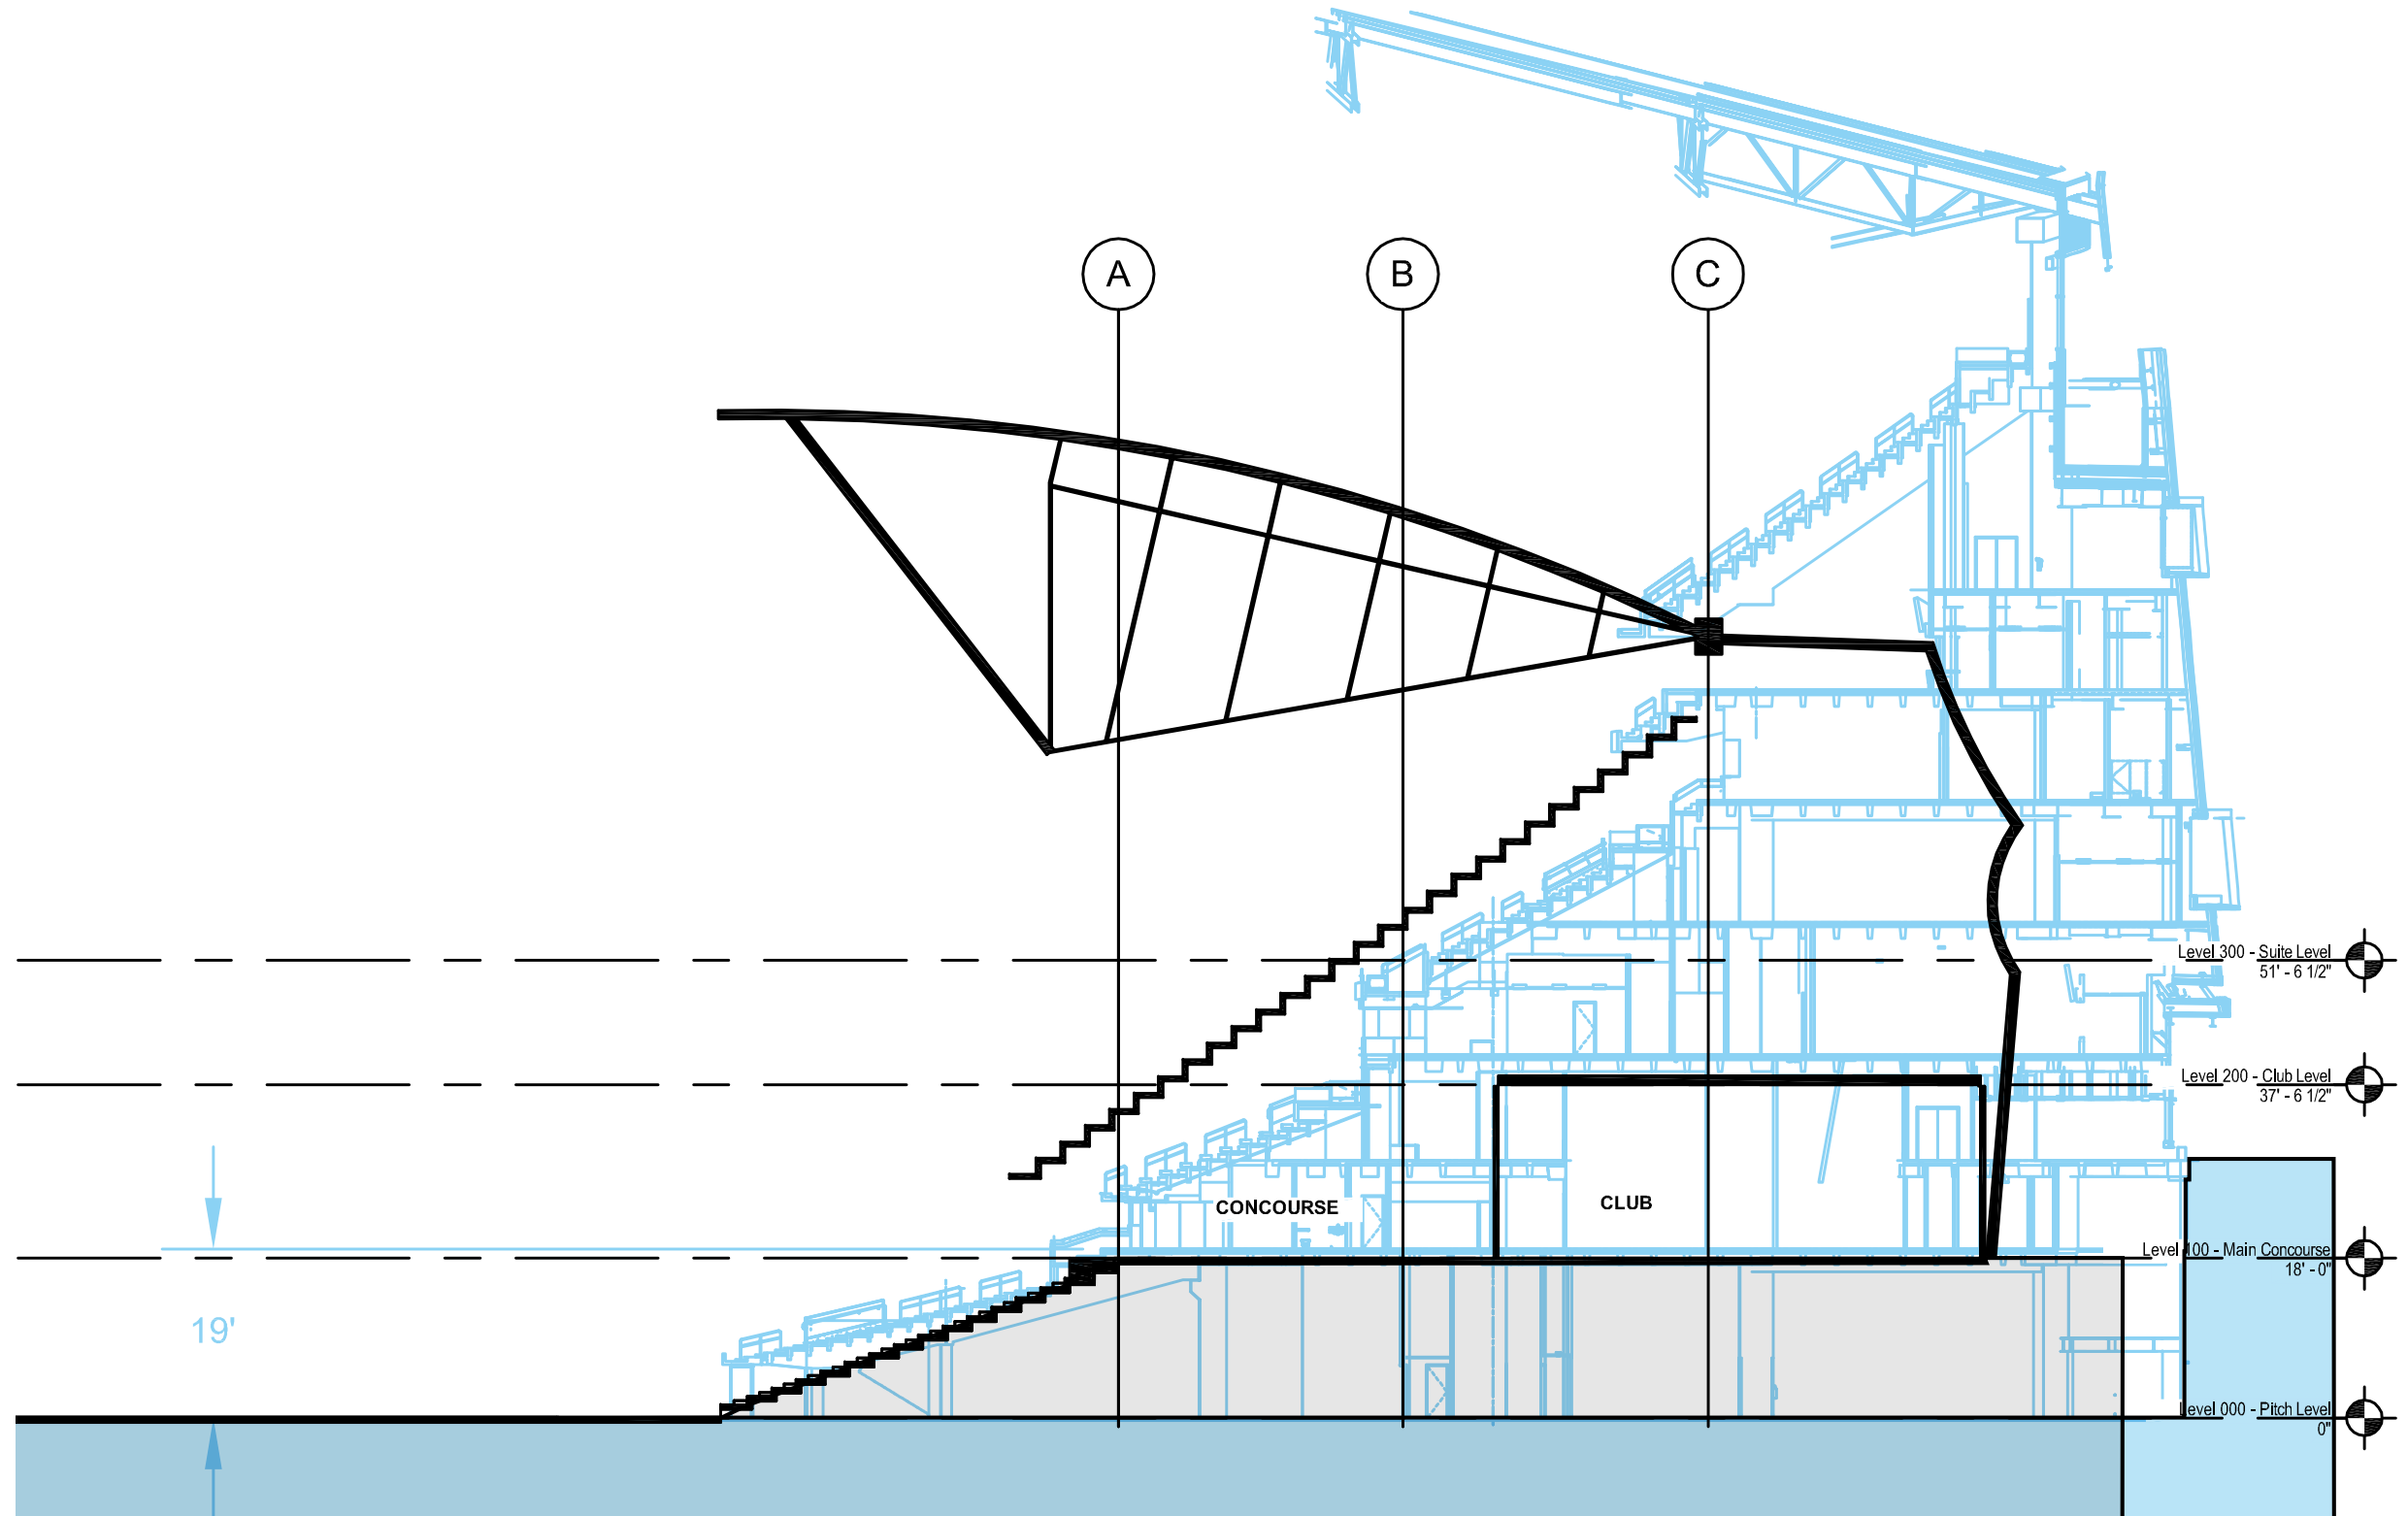 A
B
C
Level 300 - Suite Level
51' - 6 1/2"
Level 200 - Club Level
37' - 6 1/2"
CONCOURSE
CLUB
Level 100 - Main Concourse
18' - 0"
19'
Level 000 - Pitch Level
0"